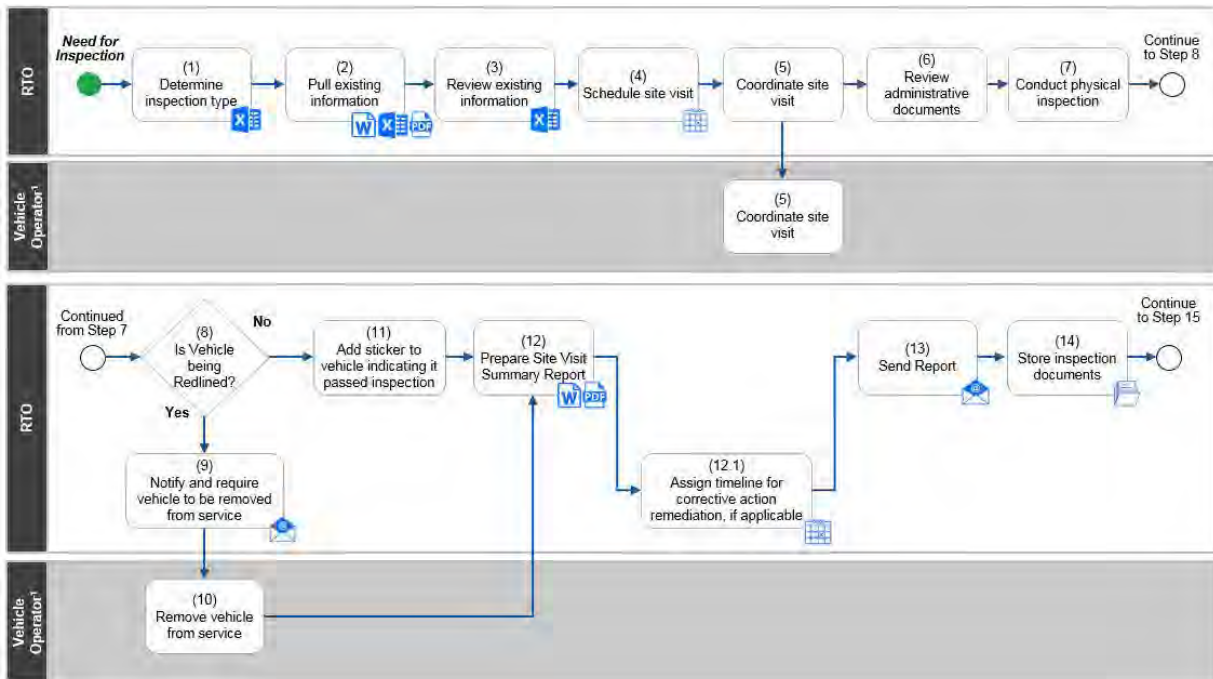 RTO
Need for
Inspection
(1)
Determine
inspection type
(2)
Pull existing
information
(3)
Review existing
information
(4)
Schedule site visit
(5)
Coordinate site
visit
(6)
Review
administrative
documents
(7)
Conduct physical
inspection
Continue
to Step 8
X
W
X
PDF
X
Vehicle
Operator¹
(5)
Coordinate site
visit
RTO
Continued
from Step 7
(8)
Is Vehicle
being
Redlined?
No
Yes
(11)
Add sticker to
vehicle indicating it
passed inspection
(12)
Prepare Site Visit
Summary Report
W
PDF
(13)
Send Report
@
(14)
Store inspection
documents
Continue
to Step 15
(9)
Notify and require
vehicle to be removed
from service
@
(12.1)
Assign timeline for
corrective action
remediation, if applicable
Vehicle
Operator¹
(10)
Remove vehicle
from service